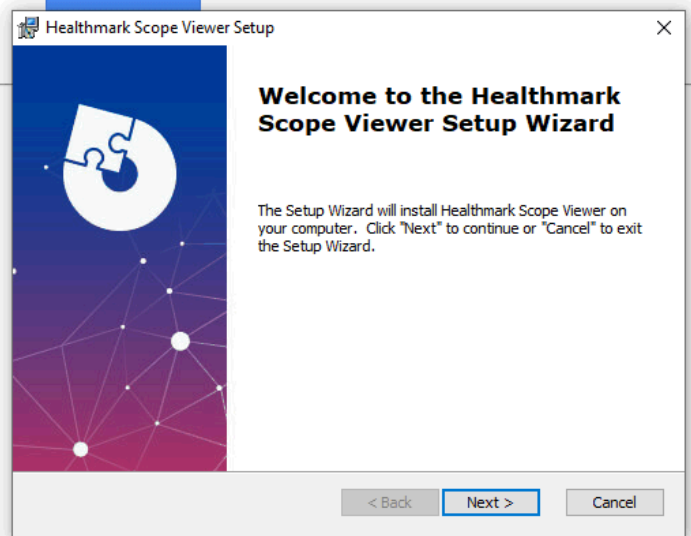 Healthmark Scope Viewer Setup
Welcome to the Healthmark
Scope Viewer Setup Wizard
The Setup Wizard will install Healthmark Scope Viewer on
your computer. Click "Next" to continue or "Cancel" to exit
the Setup Wizard.
< Back
Next >
Cancel